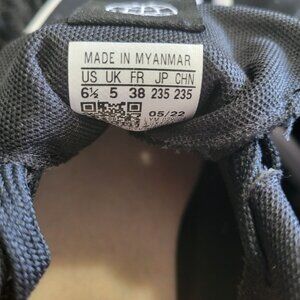 MADE IN MYANMAR
US UK FR JP CHN
6½ 5 38 235 235
05/22